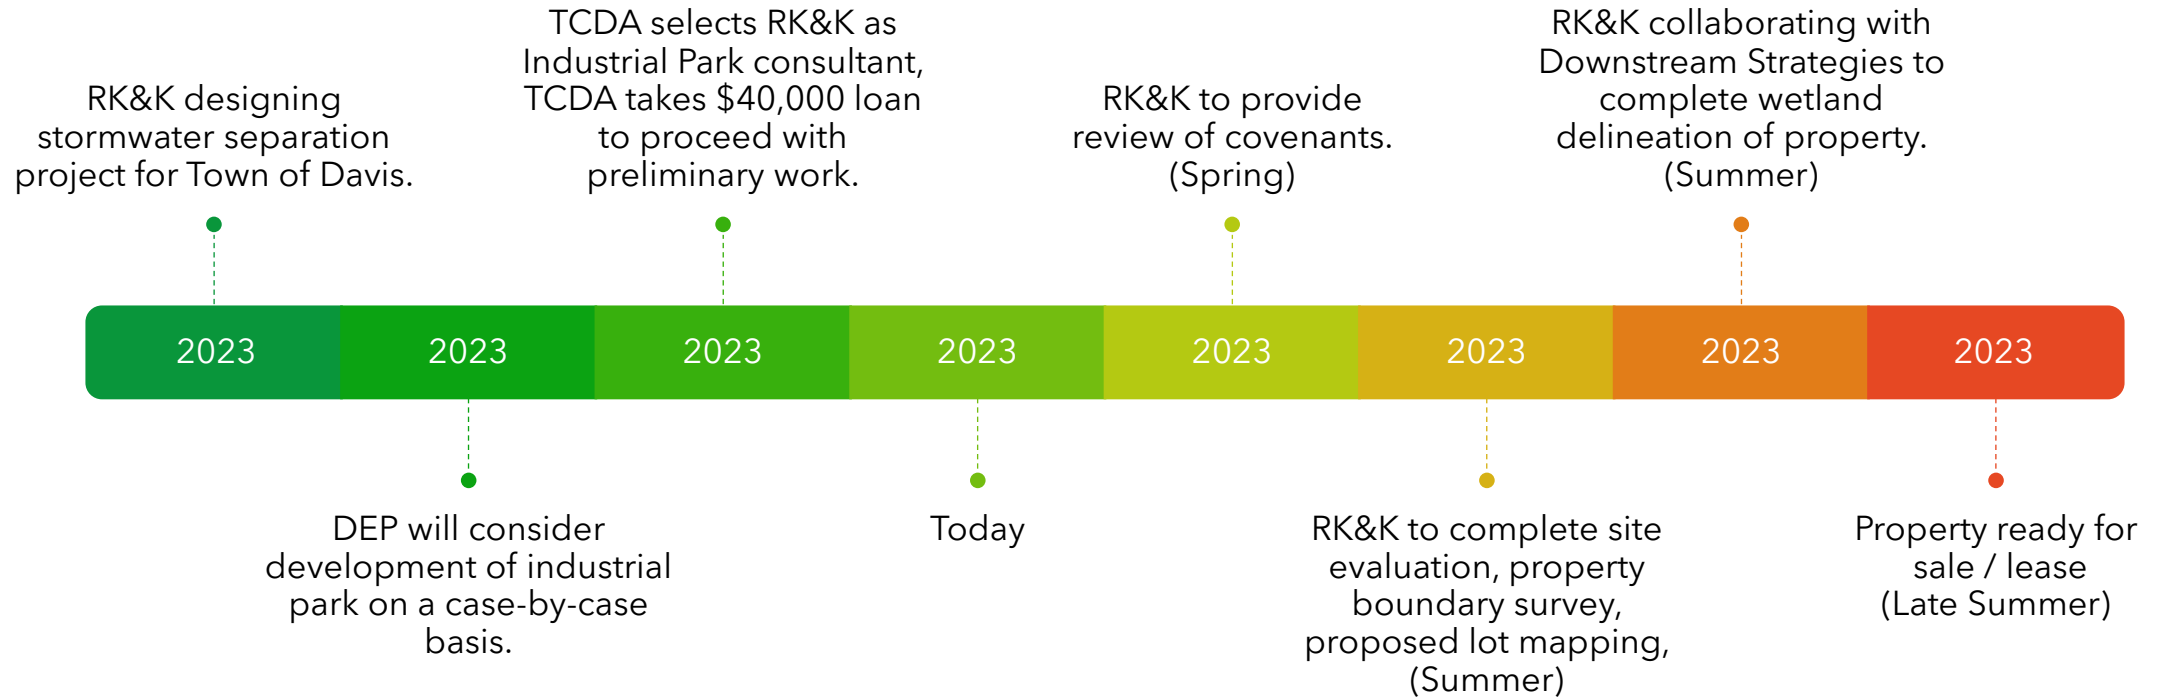 RK&K designing
stormwater separation
project for Town of Davis.
TCDA selects RK&K as
Industrial Park consultant,
TCDA takes $40,000 loan
to proceed with
preliminary work.
RK&K to provide
review of covenants.
(Spring)
RK&K collaborating with
Downstream Strategies to
complete wetland
delineation of property.
(Summer)
2023
2023
2023
2023
2023
2023
2023
2023
DEP will consider
development of industrial
park on a case-by-case
basis.
Today
RK&K to complete site
evaluation, property
boundary survey,
proposed lot mapping,
(Summer)
Property ready for
sale / lease
(Late Summer)